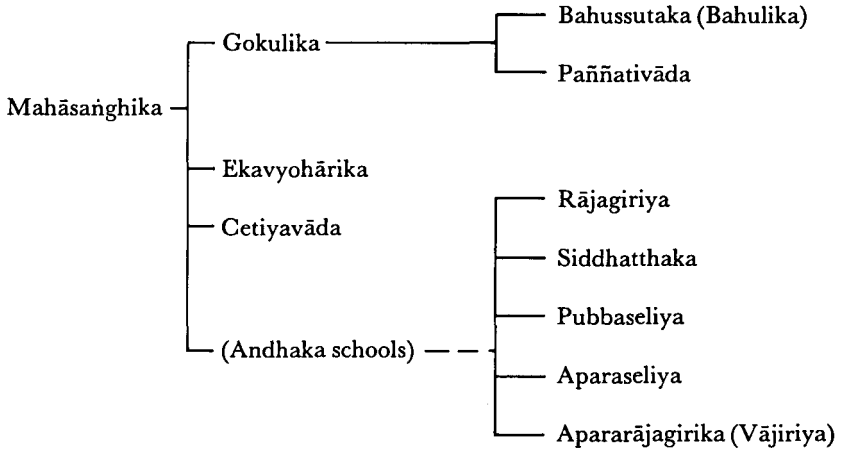 Bahussutaka (Bahulika)
Gokulika
Paññativāda
Mahāsaṅghika
Ekavyohārika
Rājagiriya
Cetiyavāda
Siddhatthaka
Pubbaseliya
(Andhaka schools)
Aparaseliya
Apararājagirika (Vājiriya)